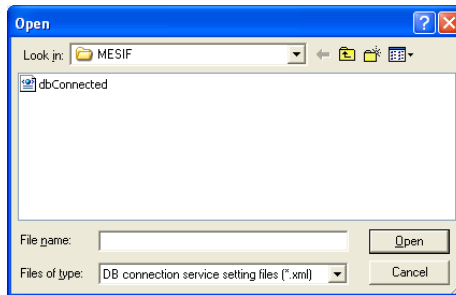 Open
Look in: MESIF
dbConnected
File name: Open
Files of type: DB connection service setting files (*.xml) Cancel